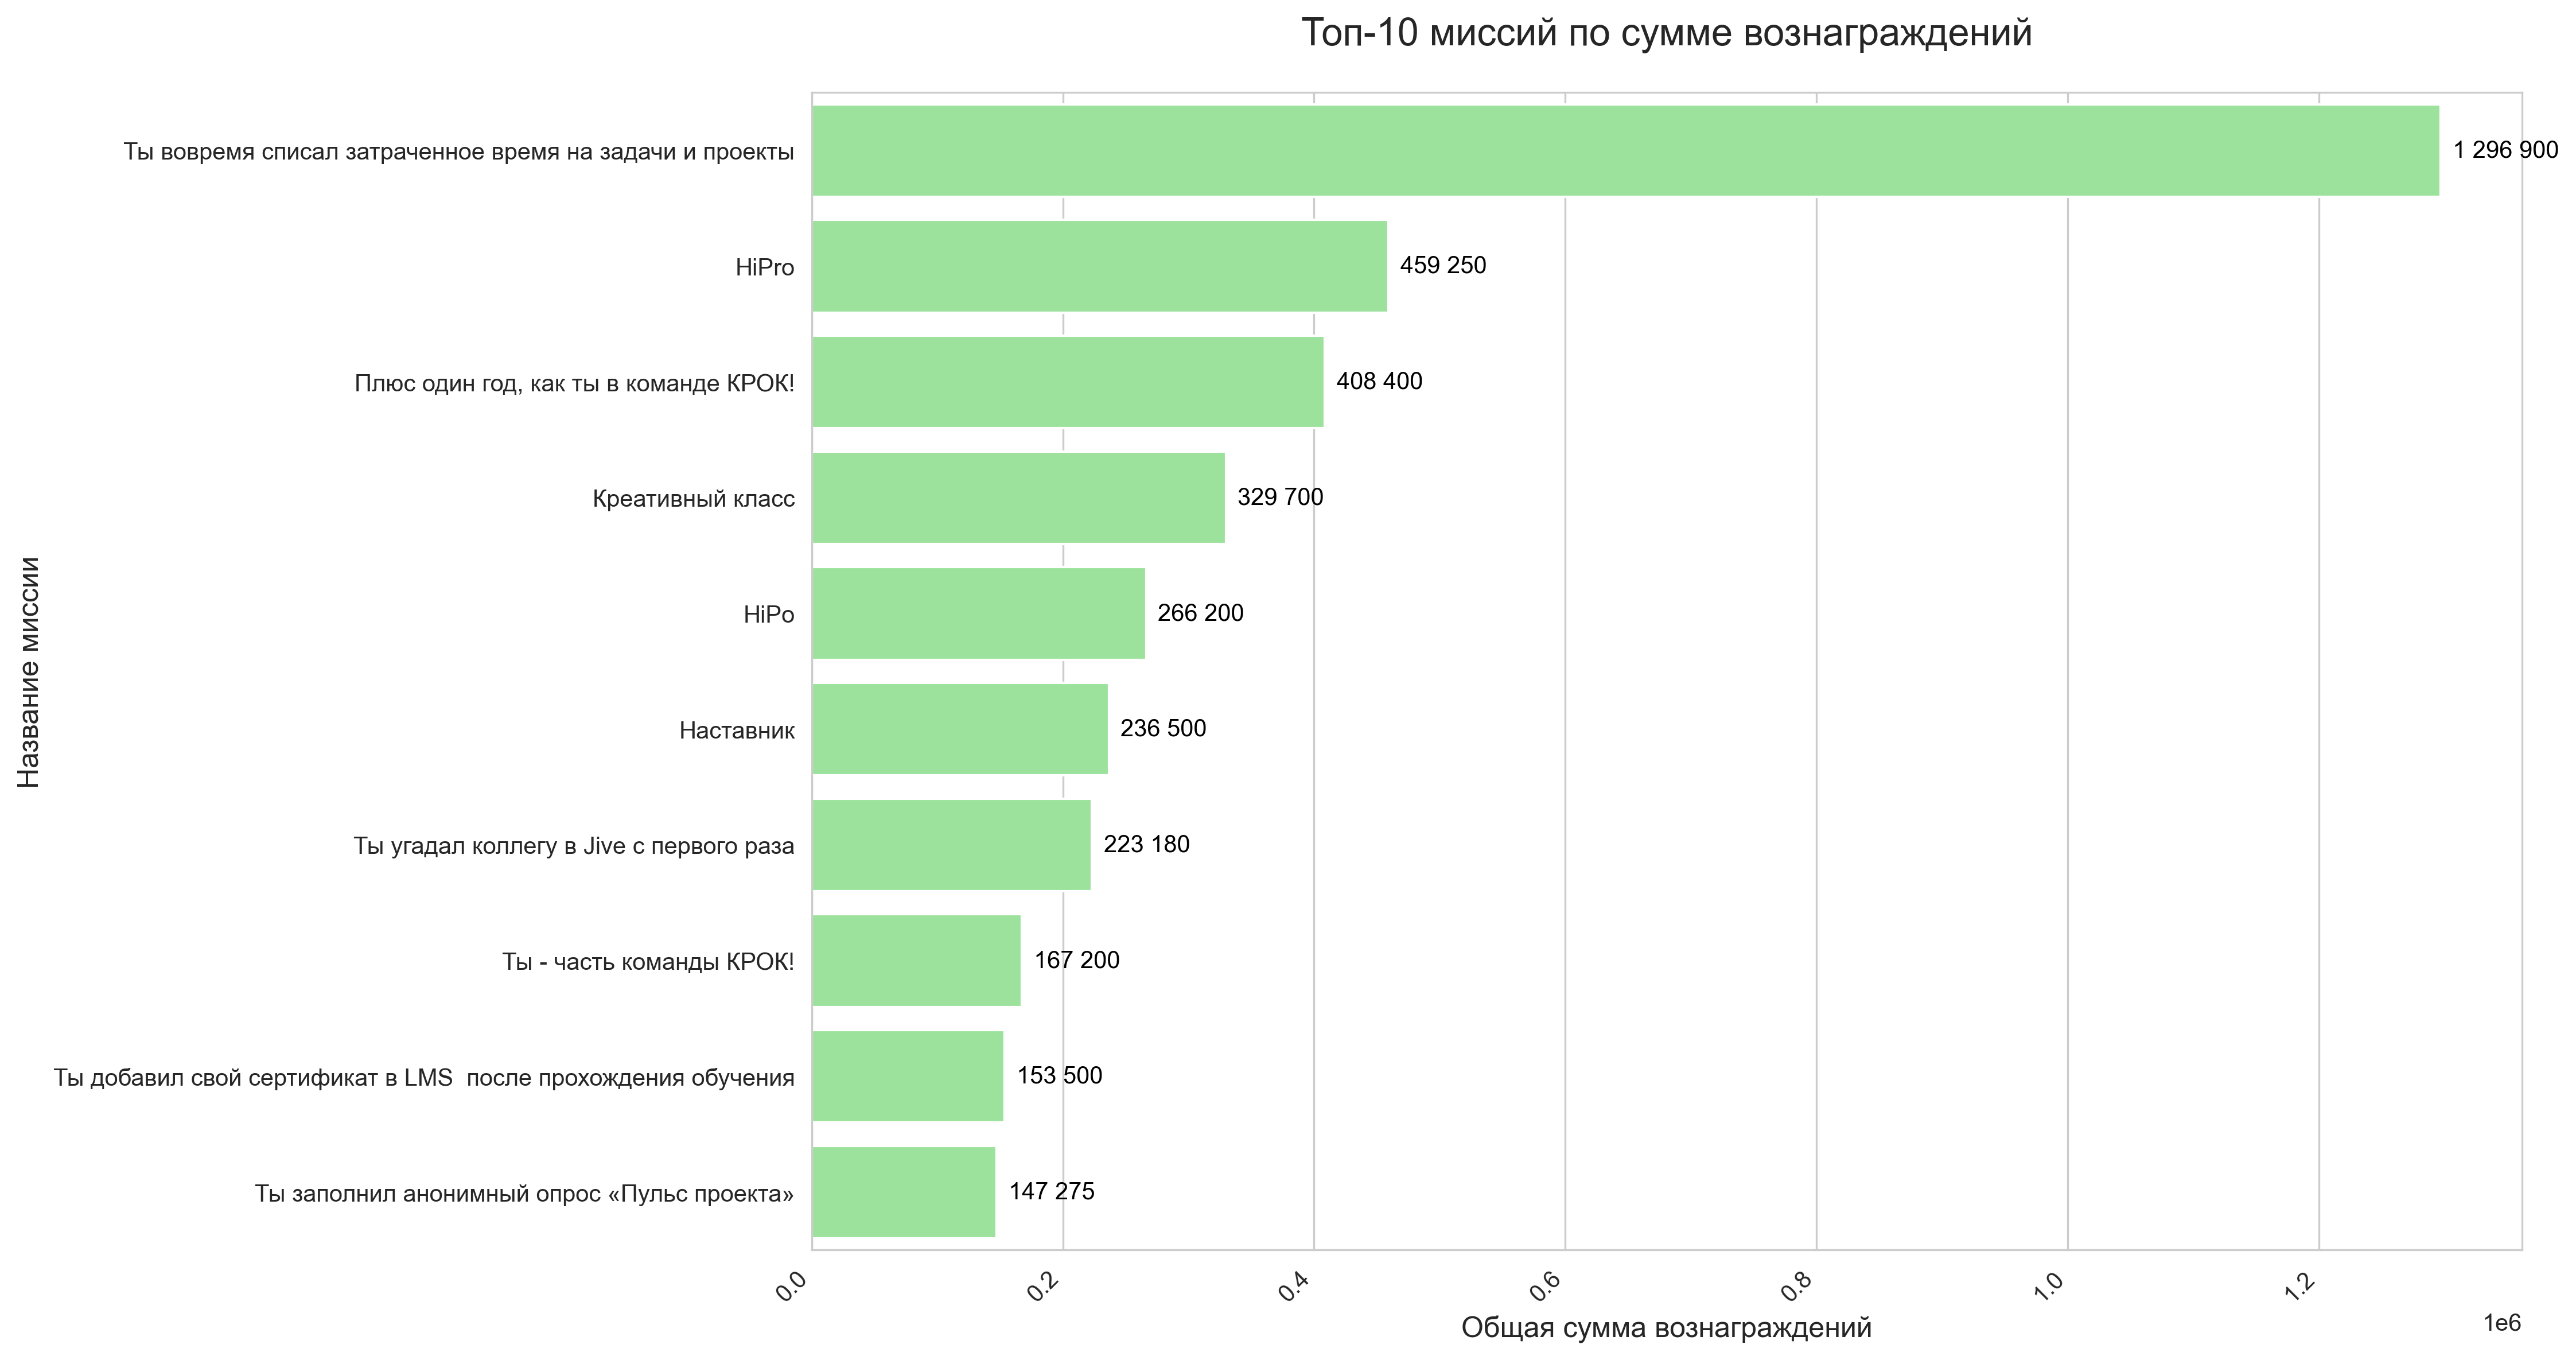 Топ-10 миссий по сумме вознаграждений
Ты вовремя списал затраченное время на задачи и проекты
1 296 900
HiPro
459 250
Плюс один год, как ты в команде КРОК!
408 400
Креативный класс
329 700
HiPo
266 200
Наставник
236 500
Ты угадал коллегу в Jive с первого раза
223 180
Ты - часть команды КРОК!
167 200
Ты добавил свой сертификат в LMS  после прохождения обучения
153 500
Ты заполнил анонимный опрос «Пульс проекта»
147 275
Название миссии
0.0
0.2
0.4
0.6
0.8
1.0
1.2
1e6
Общая сумма вознаграждений